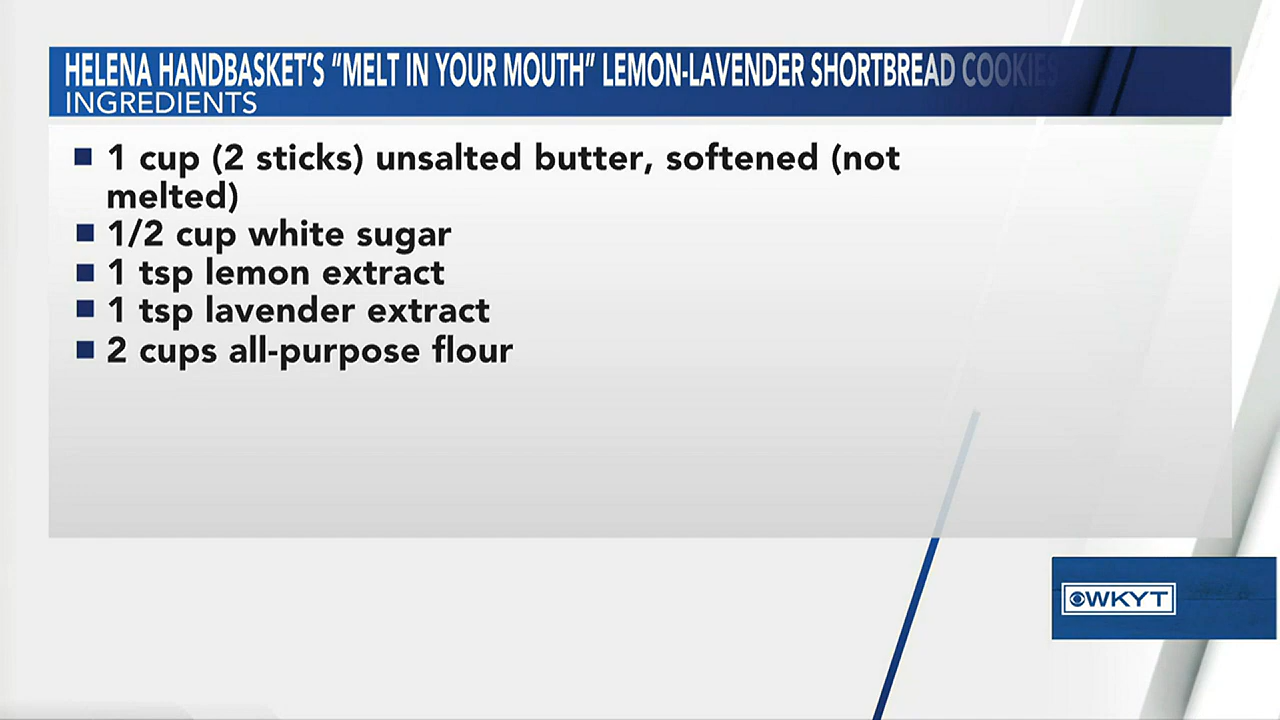 HELENA HANDBASKET'S “MELT IN YOUR MOUTH” LEMON-LAVENDER SHORTBREAD COOKIES
INGREDIENTS
1 cup (2 sticks) unsalted butter, softened (not
melted)
1/2 cup white sugar
1 tsp lemon extract
1 tsp lavender extract
2 cups all-purpose flour
WKYT